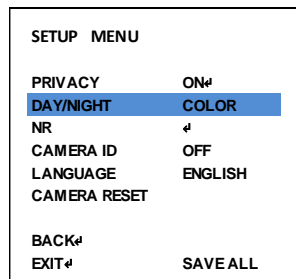 SETUP MENU
PRIVACY ON↲
DAY/NIGHT COLOR
NR ↲
CAMERA ID OFF
LANGUAGE ENGLISH
CAMERA RESET
BACK↲
EXIT↲ SAVE ALL